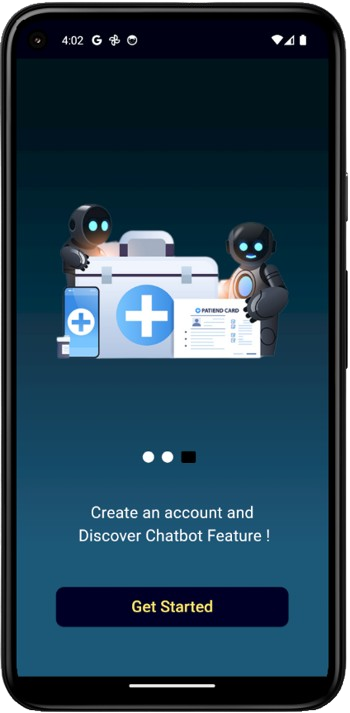 4:02
PATIEND CARD
Create an account and
Discover Chatbot Feature !
Get Started